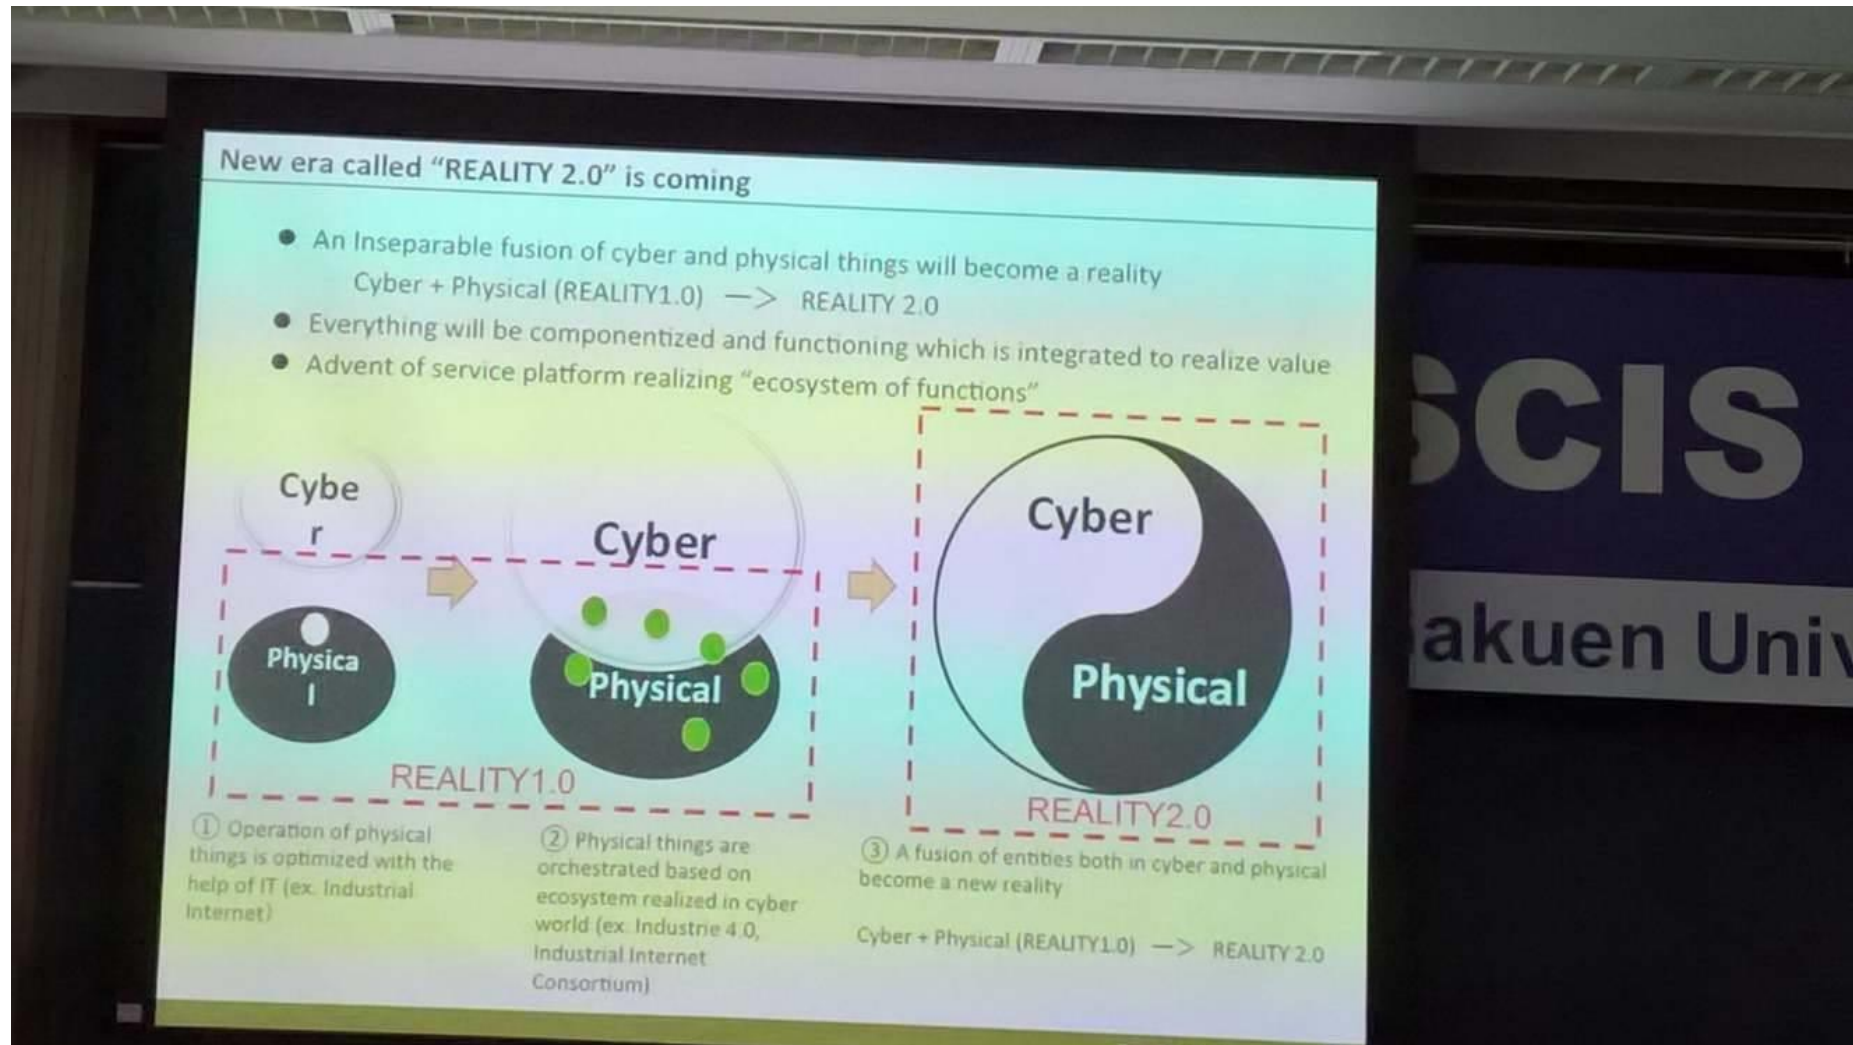 New era called “REALITY 2.0” is coming
● An Inseparable fusion of cyber and physical things will become a reality
Cyber + Physical (REALITY1.0) —> REALITY 2.0
● Everything will be componentized and functioning which is integrated to realize value
● Advent of service platform realizing “ecosystem of functions”
Cybe
r
Physica
l
Cyber
Physical
REALITY1.0
Cyber
Physical
REALITY2.0
① Operation of physical
things is optimized with the
help of IT (ex. Industrial
Internet)
② Physical things are
orchestrated based on
ecosystem realized in cyber
world (ex. Industrie 4.0,
Industrial Internet
Consortium)
③ A fusion of entities both in cyber and physical
become a new reality
Cyber + Physical (REALITY1.0) —> REALITY 2.0
SCIS
akuen Univ